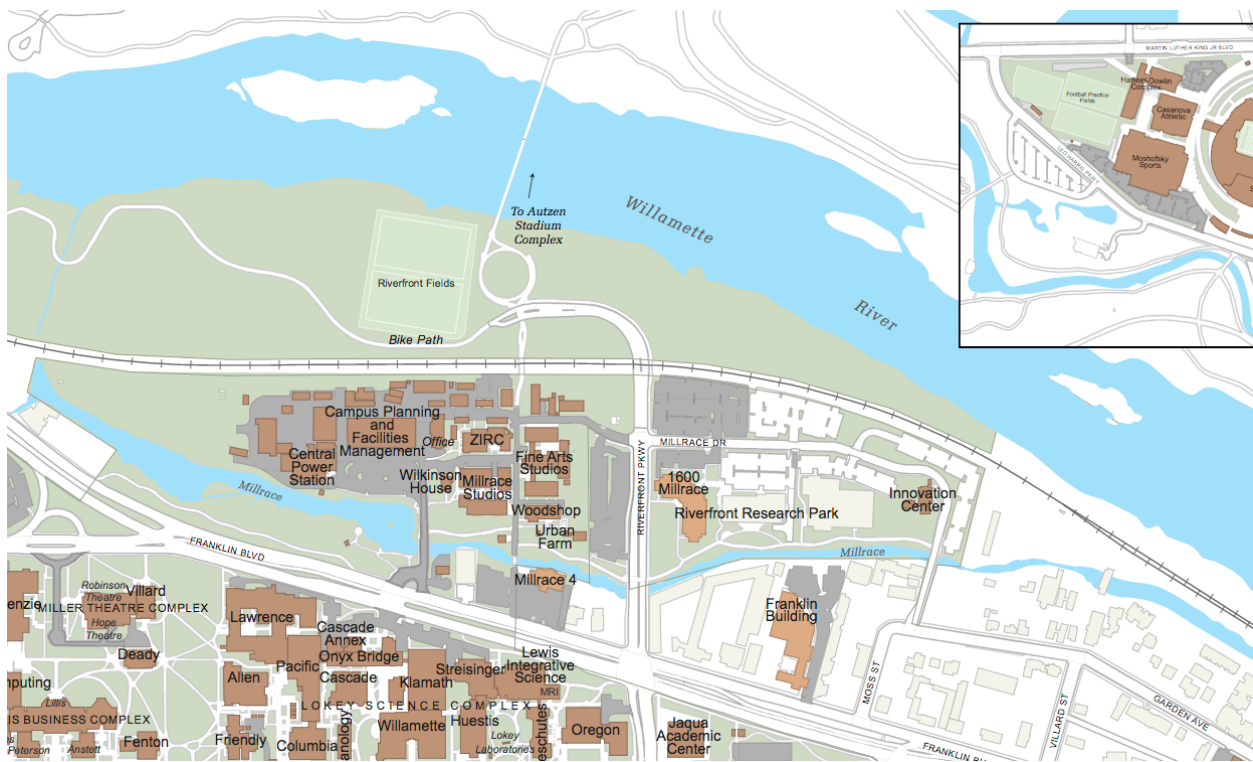 MARTIN LUTHER KING JR BLVD
Football Practice
Fields
Complex
Casanova
Athletic
LEO HARRIS PKWY
Moshofsky
Sports
Willamette
River
To Autzen
Stadium
Complex
Riverfront Fields
Bike Path
Campus Planning
and
Facilities
Management
Office
ZIRC
Central
Power
Station
Wilkinson
House
Millrace
Studios
Fine Arts
Studios
Woodshop
Urban
Farm
Millrace
RIVERFRONT PKWY
MILLRACE DR
1600
Millrace
Riverfront Research Park
Innovation
Center
Millrace
FRANKLIN BLVD
Millrace 4
Franklin
Building
Robinson
Theatre
Villard
MILLER THEATRE COMPLEX
Hope
Theatre
Deady
Lawrence
Cascade
Annex
Onyx Bridge
Pacific
Cascade
Allen
Klamath
Streisinger
Lewis
Integrative
Science
MRI
LOKEY SCIENCE COMPLEX
Lillis
IS BUSINESS COMPLEX
Peterson
Anstett
Fenton
Friendly
Columbia
Willamette
Huestis
Lokey
Laboratories
Oregon
Jaqua
Academic
Center
MOSS ST
VILLARD ST
GARDEN AVE